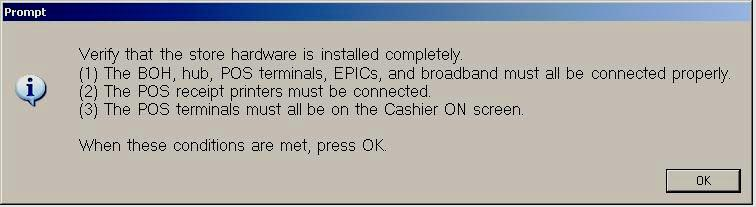 Prompt
Verify that the store hardware is installed completely.
(1) The BOH, hub, POS terminals, EPICs, and broadband must all be connected properly.
(2) The POS receipt printers must be connected.
(3) The POS terminals must all be on the Cashier ON screen.
When these conditions are met, press OK.
OK